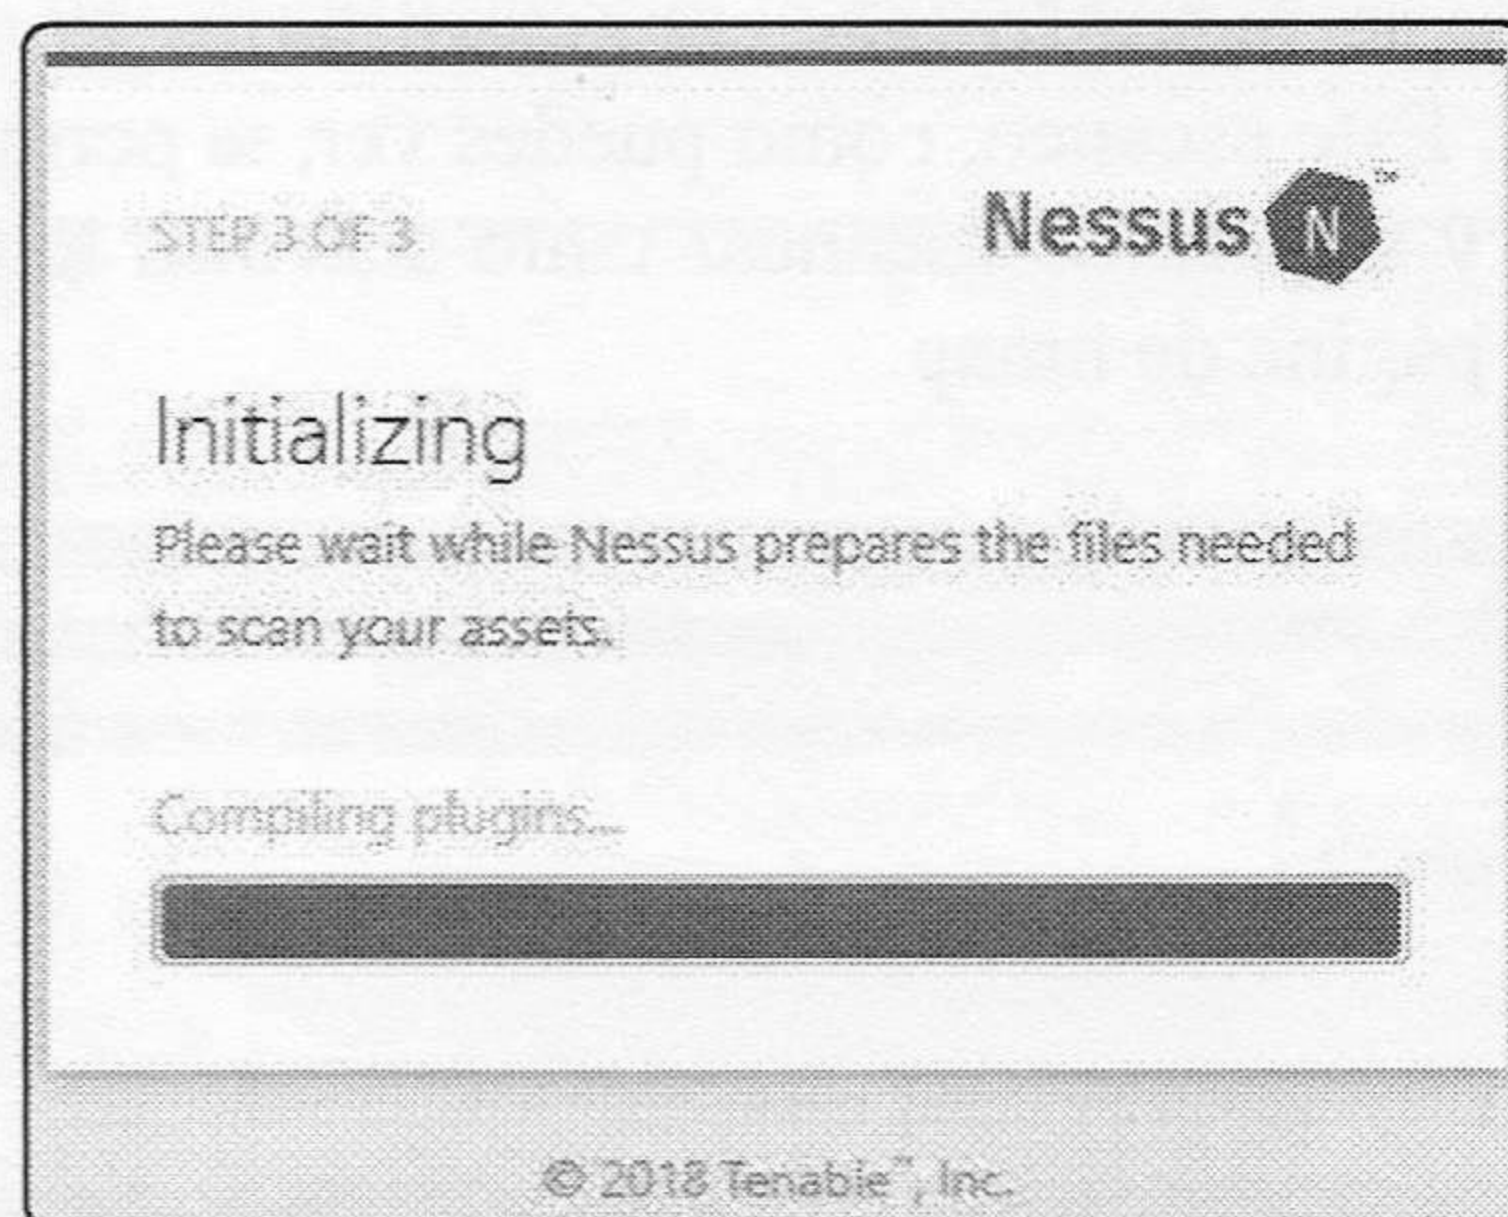 STEP 3 OF 3
Nessus N ™
Initializing
Please wait while Nessus prepares the files needed
to scan your assets.
Compiling plugins...
© 2018 Tenable™, Inc.